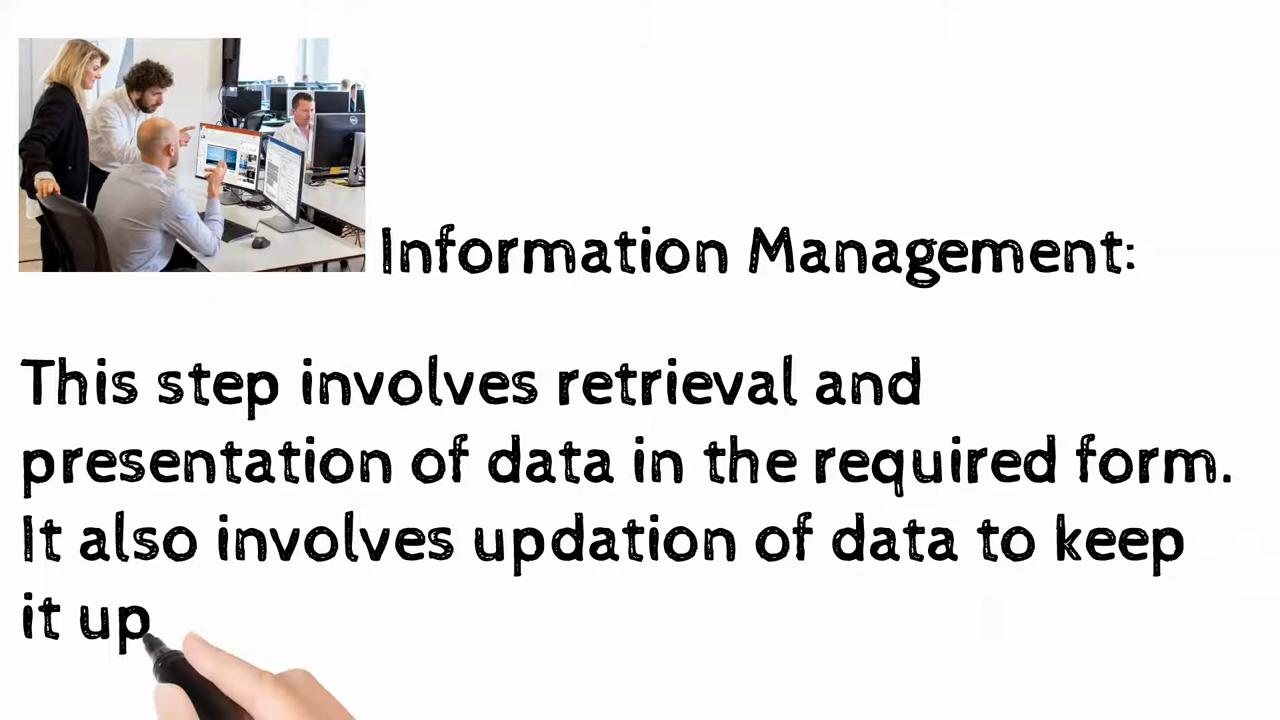 Information Management:
This step involves retrieval and
presentation of data in the required form.
It also involves updation of data to keep
it up